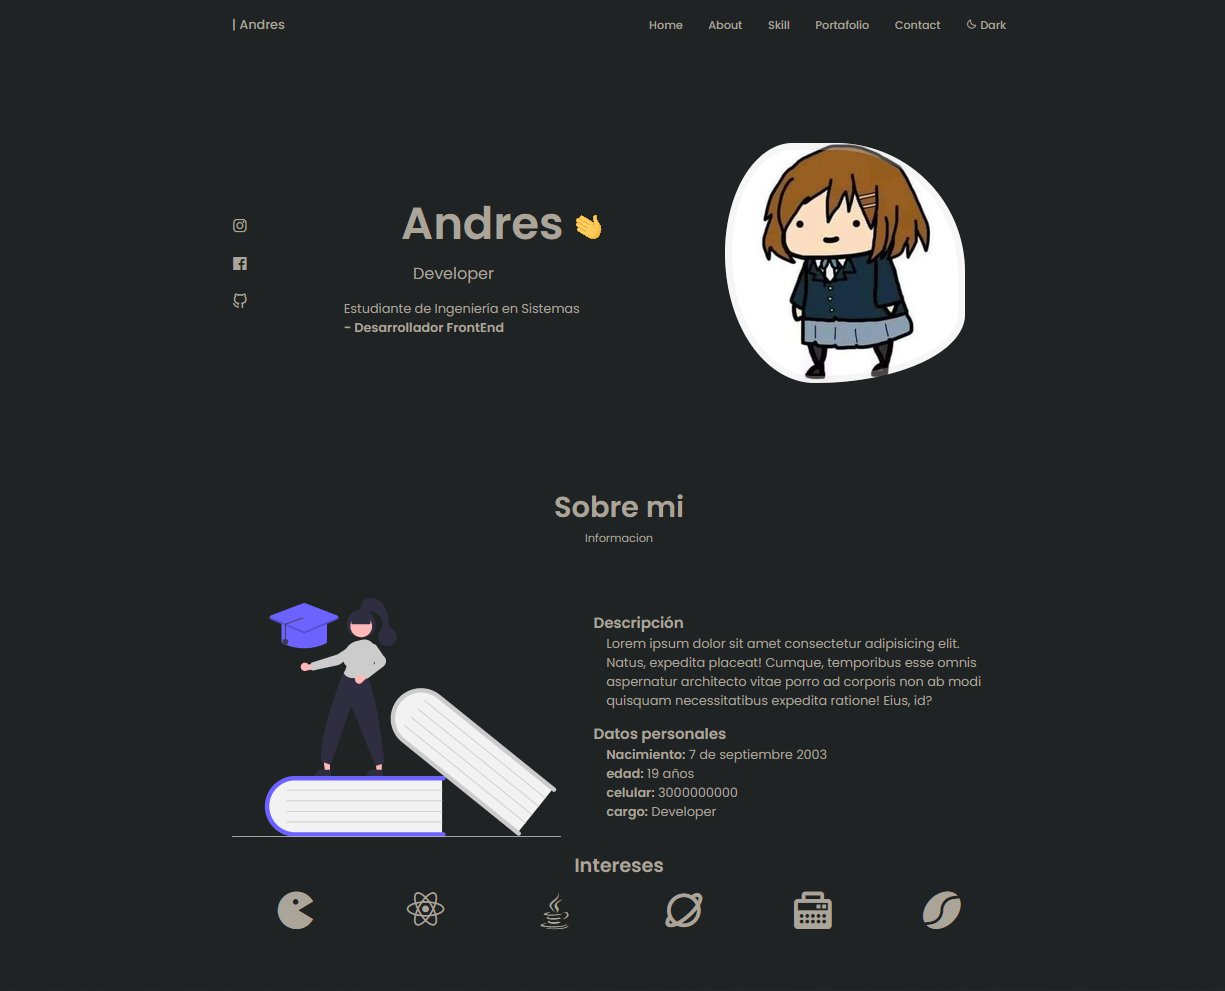 | Andres
Home About Skill Portafolio Contact Dark
Andres
Developer
Estudiante de Ingeniería en Sistemas
- Desarrollador FrontEnd
Sobre mi
Informacion
Descripción
Lorem ipsum dolor sit amet consectetur adipisicing elit.
Natus, expedita placeat! Cumque, temporibus esse omnis
aspernatur architecto vitae porro ad corporis non ab modi
quisquam necessitatibus expedita ratione! Eius, id?
Datos personales
Nacimiento: 7 de septiembre 2003
edad: 19 años
celular: 3000000000
cargo: Developer
Intereses